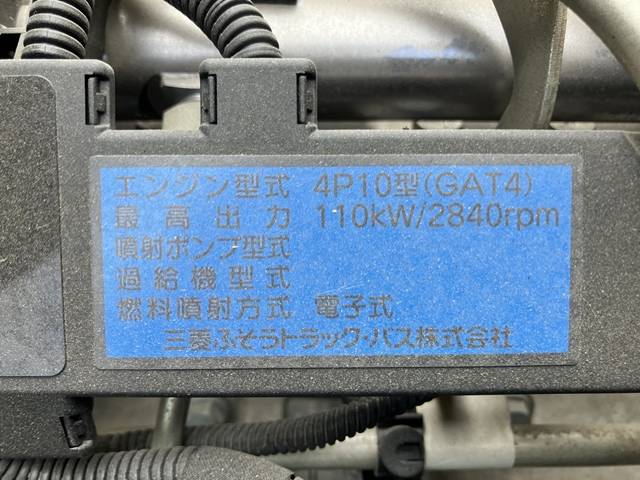 エンジン型式 4P10型(GAT4)
最高出力 110kW/2840rpm
噴射ポンプ型式
過給機型式
燃料噴射方式 電子式
三菱ふそうトラック・バス株式会社